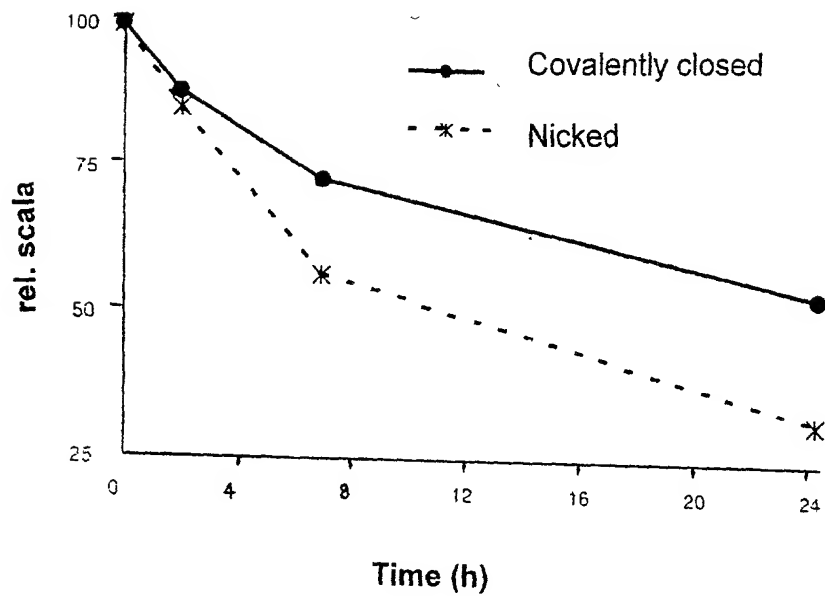 100
75
50
25
rel. scala
Covalently closed
Nicked
0 4 8 12 16 20 24
Time (h)